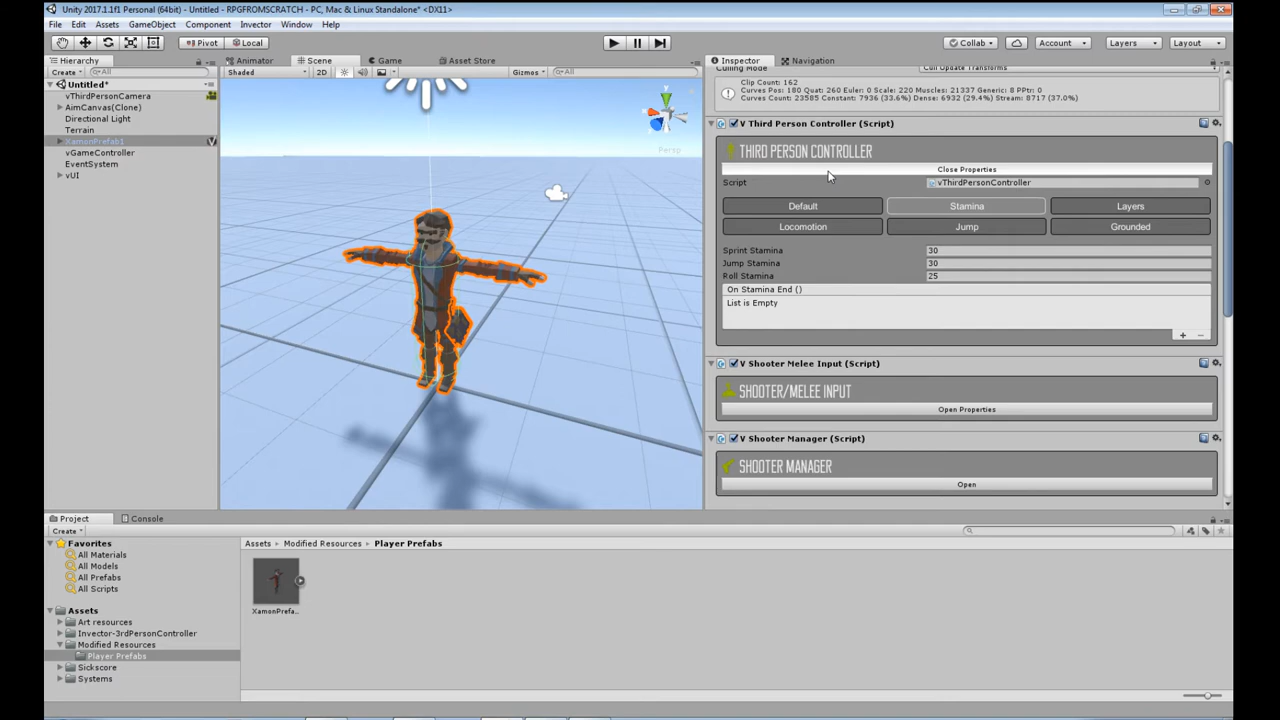 Unity 2017.1.1f1 Personal (64bit) - Untitled - RPGFROMSCRATCH - PC, Mac & Linux Standalone* <DX11>
File Edit Assets GameObject Component Invector Window Help
Pivot Local Collab Account Layers Layout
Hierarchy Animator Scene Game Asset Store Inspector Navigation
Create All Shaded 2D Gizmos All
Untitled*
vThirdPersonCamera
AimCanvas(Clone)
Directional Light
Terrain
XamonPrefab1
vGameController
EventSystem
vUI
Persp
Culling Mode Cull Update Transforms
Clip Count: 162
Curves Pos: 180 Quat: 260 Euler: 0 Scale: 220 Muscles: 21337 Generic: 8 PPtr: 0
Curves Count: 23585 Constant: 7936 (33.6%) Dense: 6932 (29.4%) Stream: 8717 (37.0%)
V Third Person Controller (Script)
THIRD PERSON CONTROLLER
Close Properties
Script vThirdPersonController
Default Stamina Layers
Locomotion Jump Grounded
Sprint Stamina 30
Jump Stamina 30
Roll Stamina 25
On Stamina End ()
List is Empty
V Shooter Melee Input (Script)
SHOOTER/MELEE INPUT
Open Properties
V Shooter Manager (Script)
SHOOTER MANAGER
Open
Project Console
Create
Favorites
All Materials
All Models
All Prefabs
All Scripts
Assets
Art resources
Invector-3rdPersonController
Modified Resources
Player Prefabs
Sickscore
Systems
Assets Modified Resources Player Prefabs
XamonPrefa...